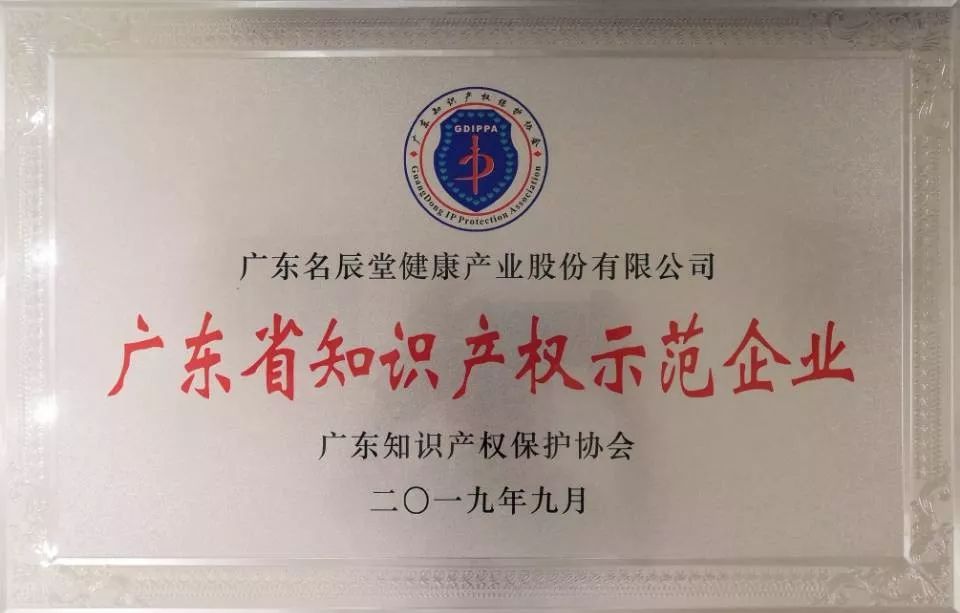 广东知识产权保护协会
GDIPPA
GuangDong IP Protection Association
广东名辰堂健康产业股份有限公司
广东省知识产权示范企业
广东知识产权保护协会
二〇一九年九月